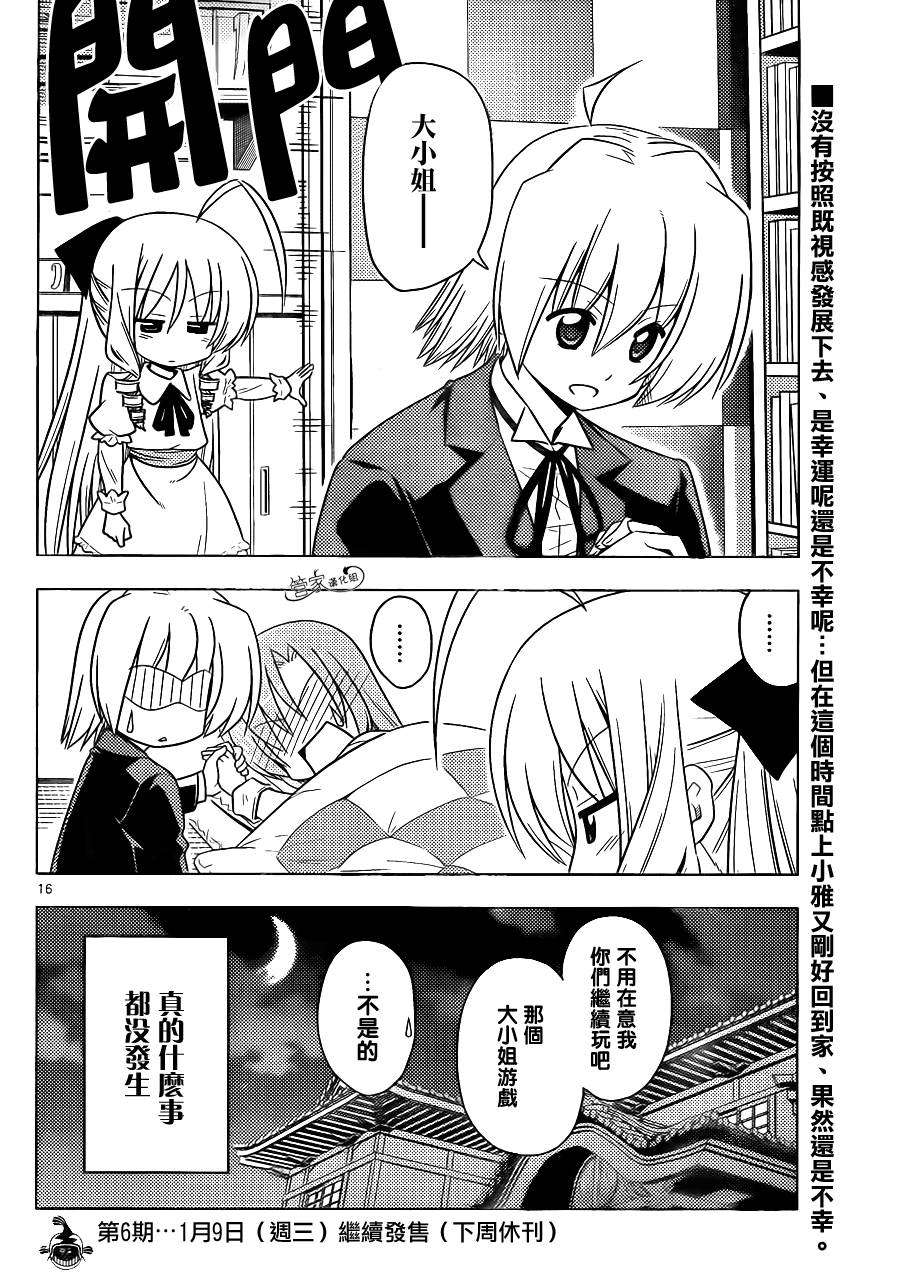 ■沒有按照既視感發展下去、是幸運呢還是不幸呢…但在這個時間點上小雅又剛好回到家、果然還是不幸。
大小姐——
開門
管家進化組
……
……
16
不用在意我
你們繼續玩吧
那個
大小姐游戲
…不是的
真的什麼事
都没發生
第6期…1月9日（週三）繼續發售（下周休刊）